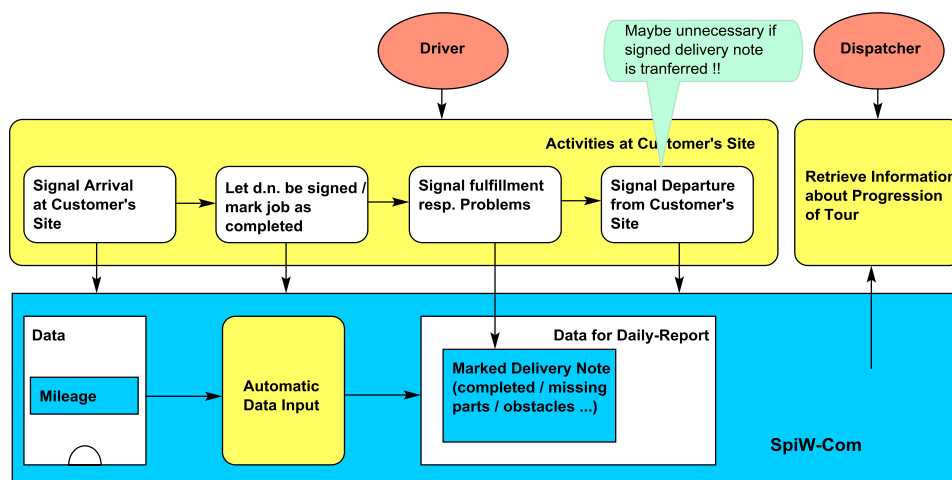 Driver
Maybe unnecessary if
signed delivery note
is tranferred !!
Dispatcher
Activities at Customer's Site
Signal Arrival
at Customer's
Site
Let d.n. be signed /
mark job as
completed
Signal fulfillment
resp. Problems
Signal Departure
from Customer's
Site
Retrieve Information
about Progression
of Tour
Data
Mileage
Automatic
Data Input
Data for Daily-Report
Marked Delivery Note
(completed / missing
parts / obstacles ...)
SpiW-Com